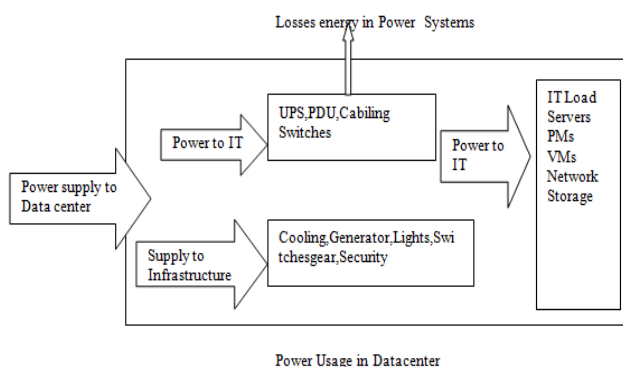 Losses energy in Power Systems
UPS,PDU,Cabiling
Switches
Power to IT
Power to
IT
IT Load
Servers
PMs
VMs
Network
Storage
Power supply to
Data center
Supply to
Infrastructure
Cooling,Generator,Lights,Swi
tchesgear,Security
Power Usage in Datacenter